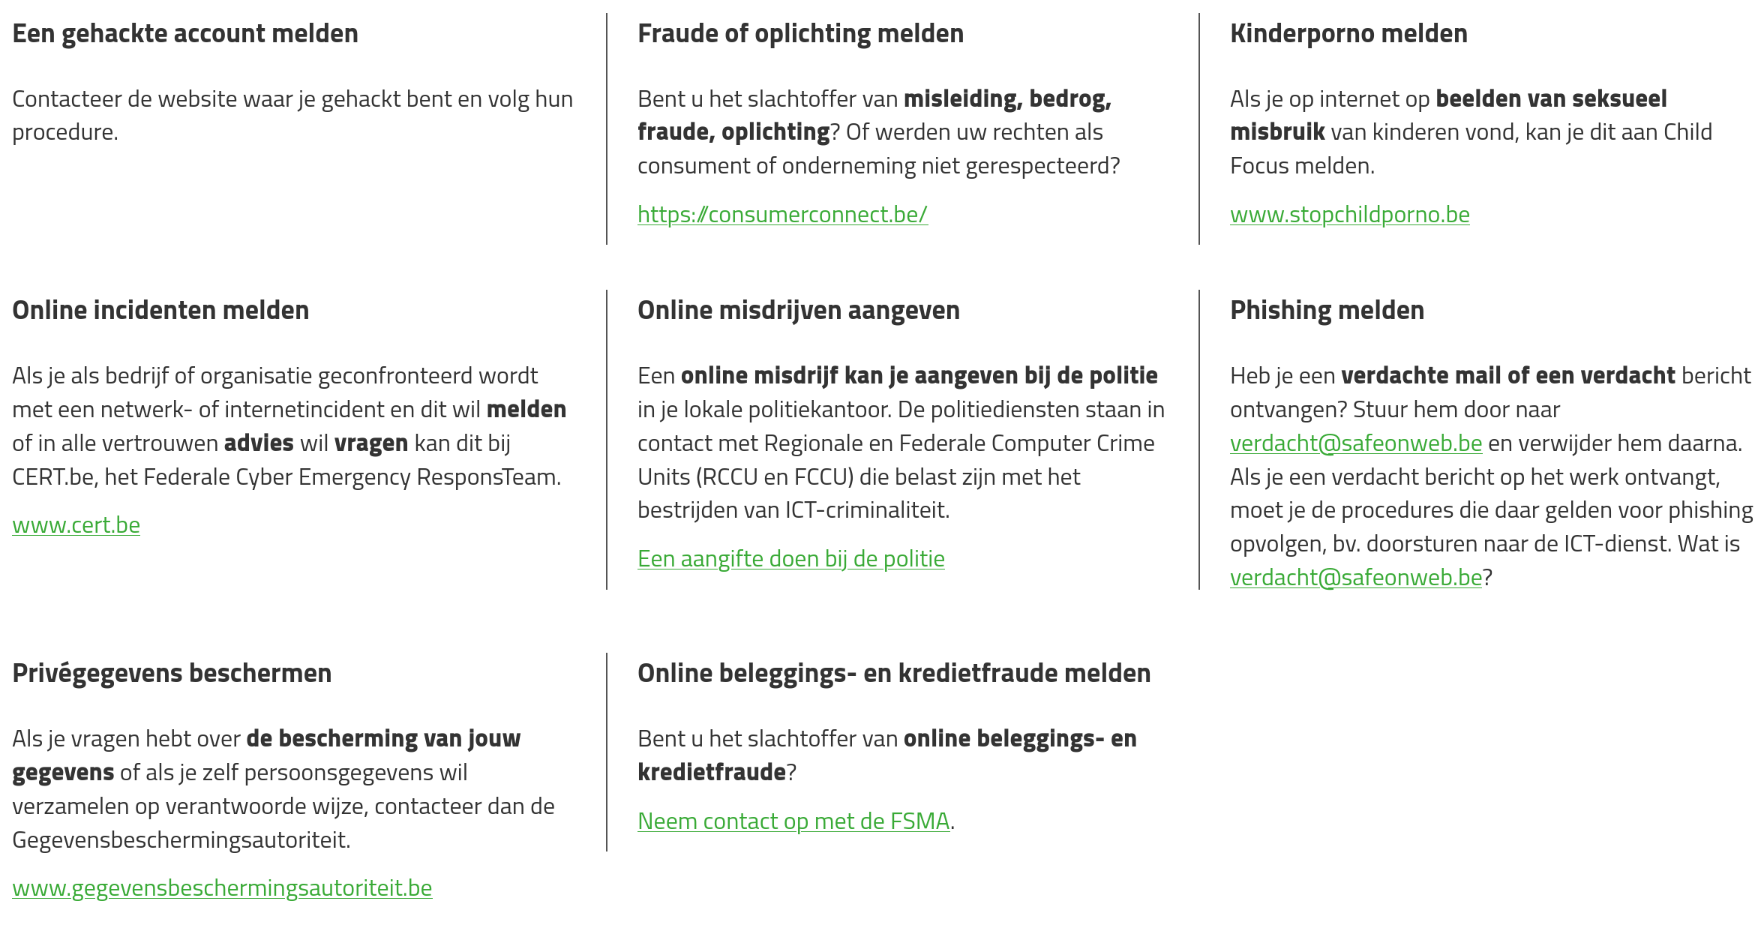 Een gehackte account melden
Contacteer de website waar je gehackt bent en volg hun
procedure.
Fraude of oplichting melden
Bent u het slachtoffer van misleiding, bedrog,
fraude, oplichting? Of werden uw rechten als
consument of onderneming niet gerespecteerd?
https://consumerconnect.be/
Kinderporno melden
Als je op internet op beelden van seksueel
misbruik van kinderen vond, kan je dit aan Child
Focus melden.
www.stopchildporno.be
Online incidenten melden
Als je als bedrijf of organisatie geconfronteerd wordt
met een netwerk- of internetincident en dit wil melden
of in alle vertrouwen advies wil vragen kan dit bij
CERT.be, het Federale Cyber Emergency ResponsTeam.
www.cert.be
Online misdrijven aangeven
Een online misdrijf kan je aangeven bij de politie
in je lokale politiekantoor. De politiediensten staan in
contact met Regionale en Federale Computer Crime
Units (RCCU en FCCU) die belast zijn met het
bestrijden van ICT-criminaliteit.
Een aangifte doen bij de politie
Phishing melden
Heb je een verdachte mail of een verdacht bericht
ontvangen? Stuur hem door naar
verdacht@safeonweb.be en verwijder hem daarna.
Als je een verdacht bericht op het werk ontvangt,
moet je de procedures die daar gelden voor phishing
opvolgen, bv. doorsturen naar de ICT-dienst. Wat is
verdacht@safeonweb.be?
Privégegevens beschermen
Als je vragen hebt over de bescherming van jouw
gegevens of als je zelf persoonsgegevens wil
verzamelen op verantwoorde wijze, contacteer dan de
Gegevensbeschermingsautoriteit.
www.gegevensbeschermingsautoriteit.be
Online beleggings- en kredietfraude melden
Bent u het slachtoffer van online beleggings- en
kredietfraude?
Neem contact op met de FSMA.